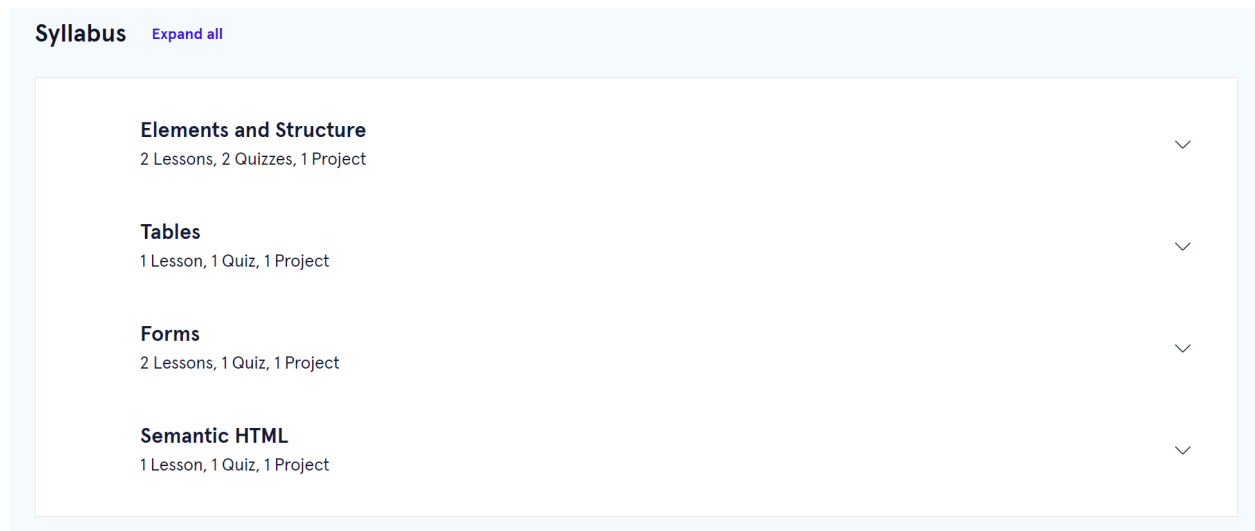 Syllabus Expand all
Elements and Structure
2 Lessons, 2 Quizzes, 1 Project
Tables
1 Lesson, 1 Quiz, 1 Project
Forms
2 Lessons, 1 Quiz, 1 Project
Semantic HTML
1 Lesson, 1 Quiz, 1 Project